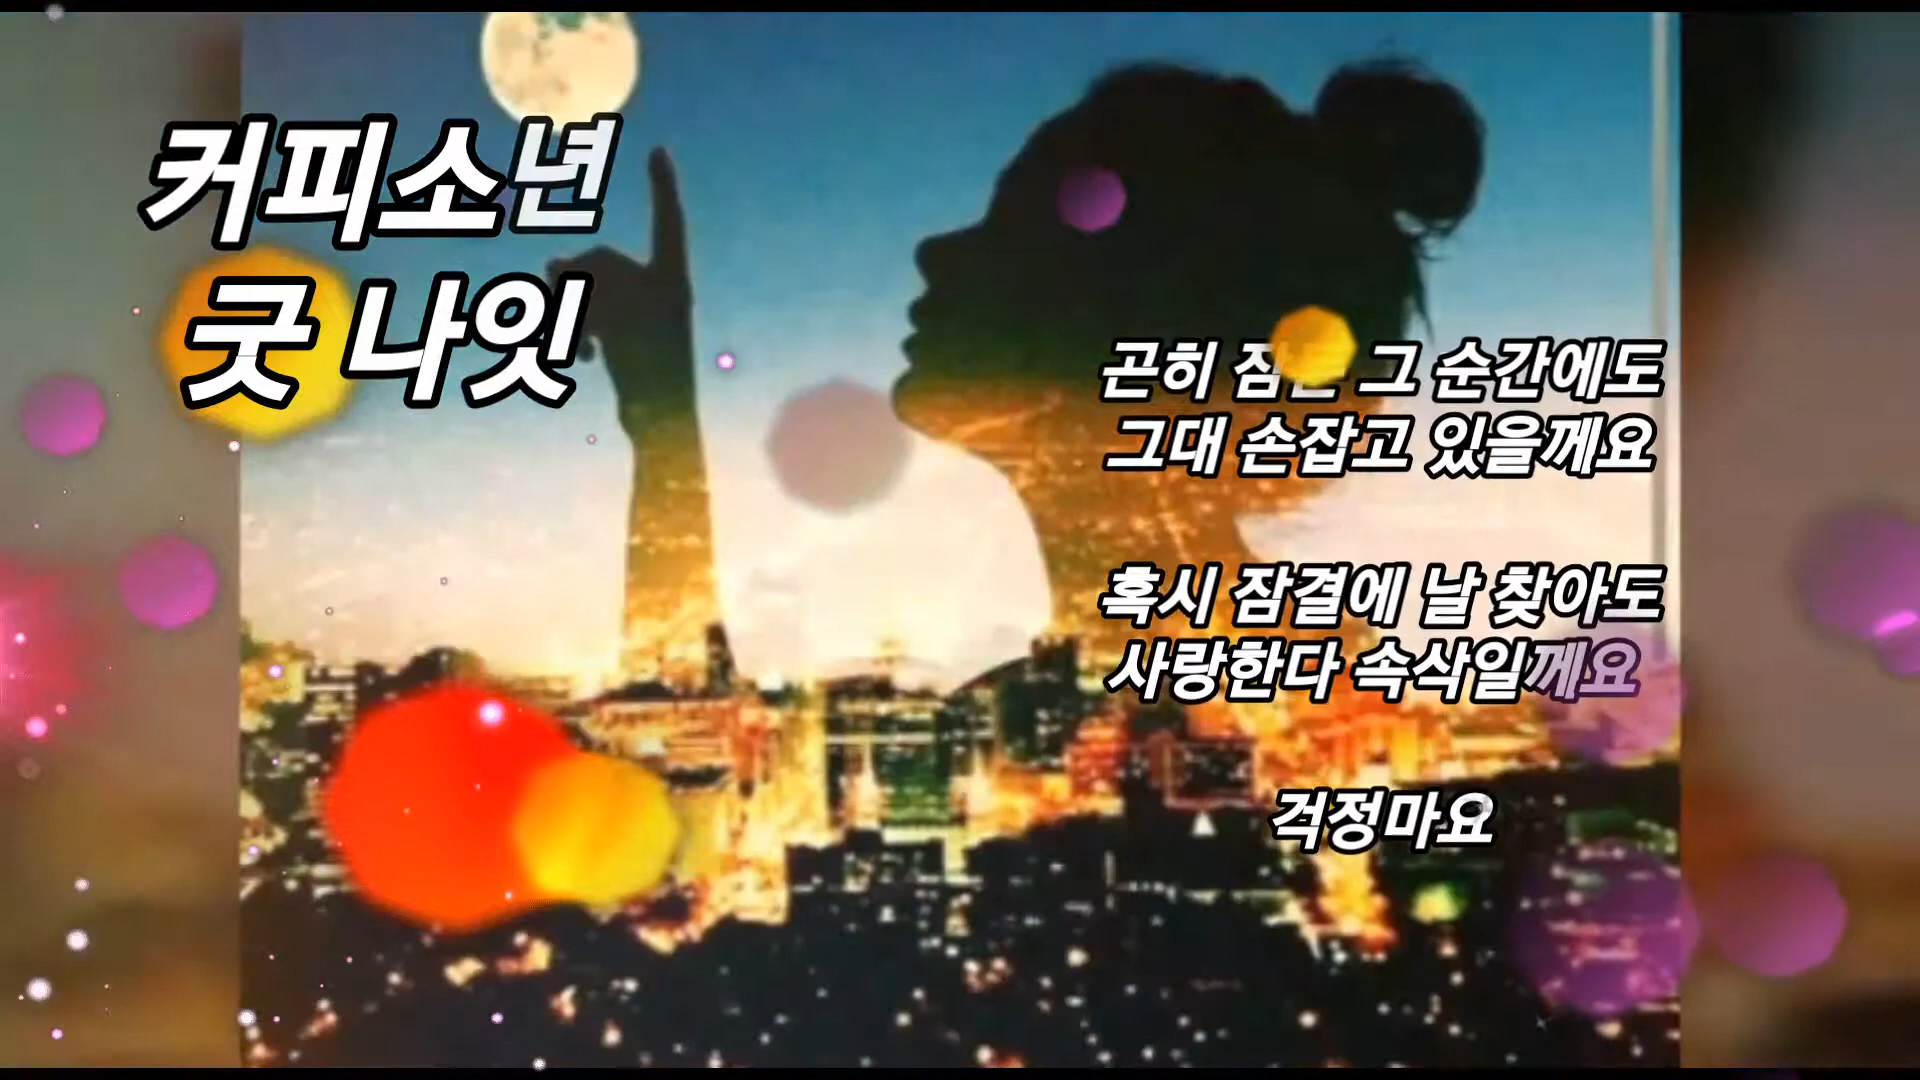 커피소년
굿 나잇
곤히 잠든 그 순간에도
그대 손잡고 있을께요
혹시 잠결에 날 찾아도
사랑한다 속삭일께요
걱정마요